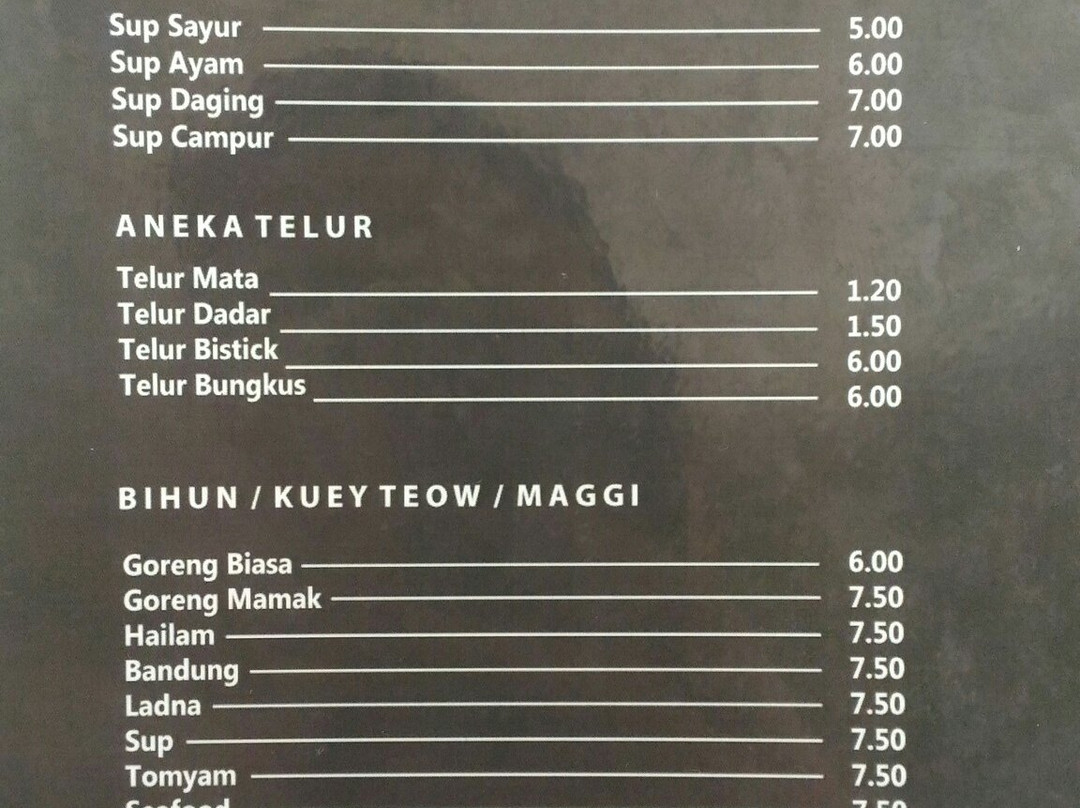 Sup Sayur 5.00
Sup Ayam 6.00
Sup Daging 7.00
Sup Campur 7.00
ANEKA TELUR
Telur Mata 1.20
Telur Dadar 1.50
Telur Bistick 6.00
Telur Bungkus 6.00
BIHUN / KUEY TEOW / MAGGI
Goreng Biasa 6.00
Goreng Mamak 7.50
Hailam 7.50
Bandung 7.50
Ladna 7.50
Sup 7.50
Tomyam 7.50
Seafood 7.50